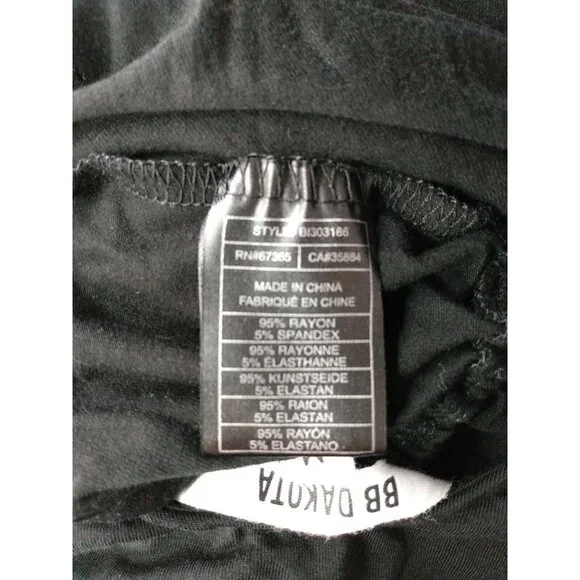 STYLE: BI303166
RN#67365 CA#35884
MADE IN CHINA
FABRIQUÉ EN CHINE
95% RAYON
5% SPANDEX
95% RAYONNE
5% ÉLASTHANNE
95% KUNSTSEIDE
5% ELASTAN
95% RAION
5% ELASTAN
95% RAYÓN
5% ELASTANO
BB DAKOTA